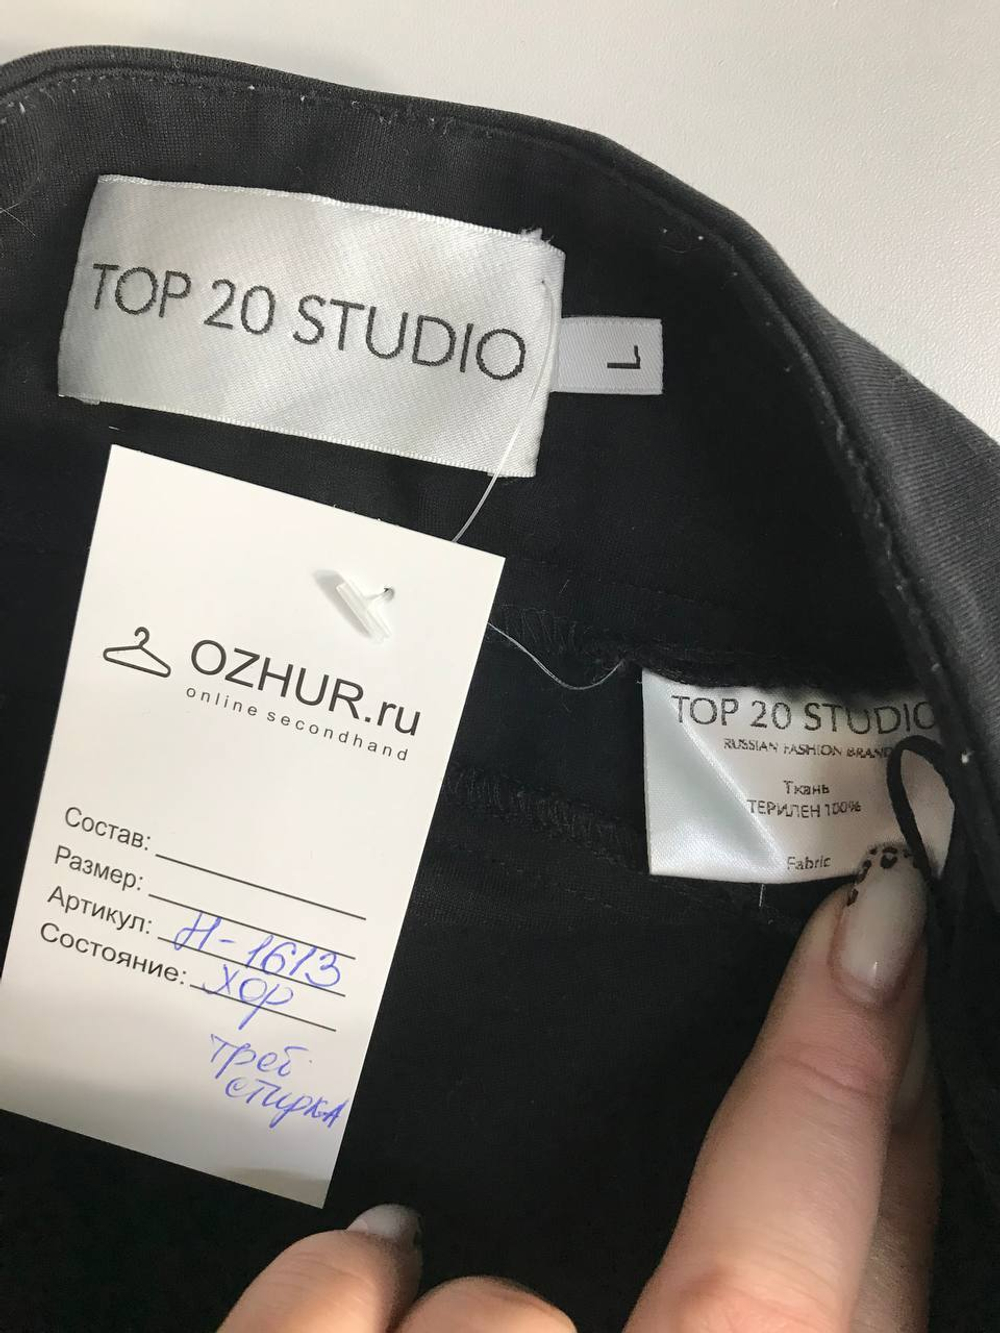 TOP 20 STUDIO
L
OZHUR.ru
online secondhand
Состав:
Размер:
Артикул: Н-1613
Состояние: хор
треб.
стирка
TOP 20 STUDIO
RUSSIAN FASHION BRAND
Ткань
ТЕРИЛЕН 100%
Fabric